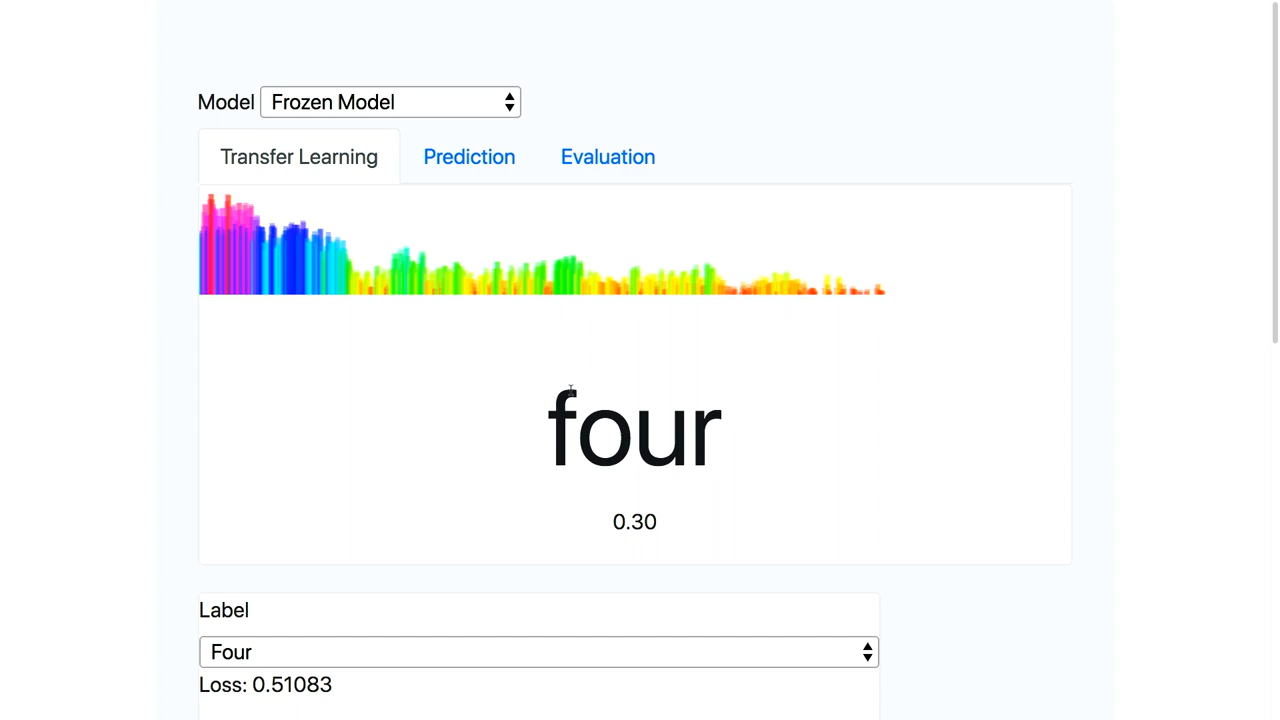 Model Frozen Model
Transfer Learning Prediction Evaluation
four
0.30
Label
Four
Loss: 0.51083